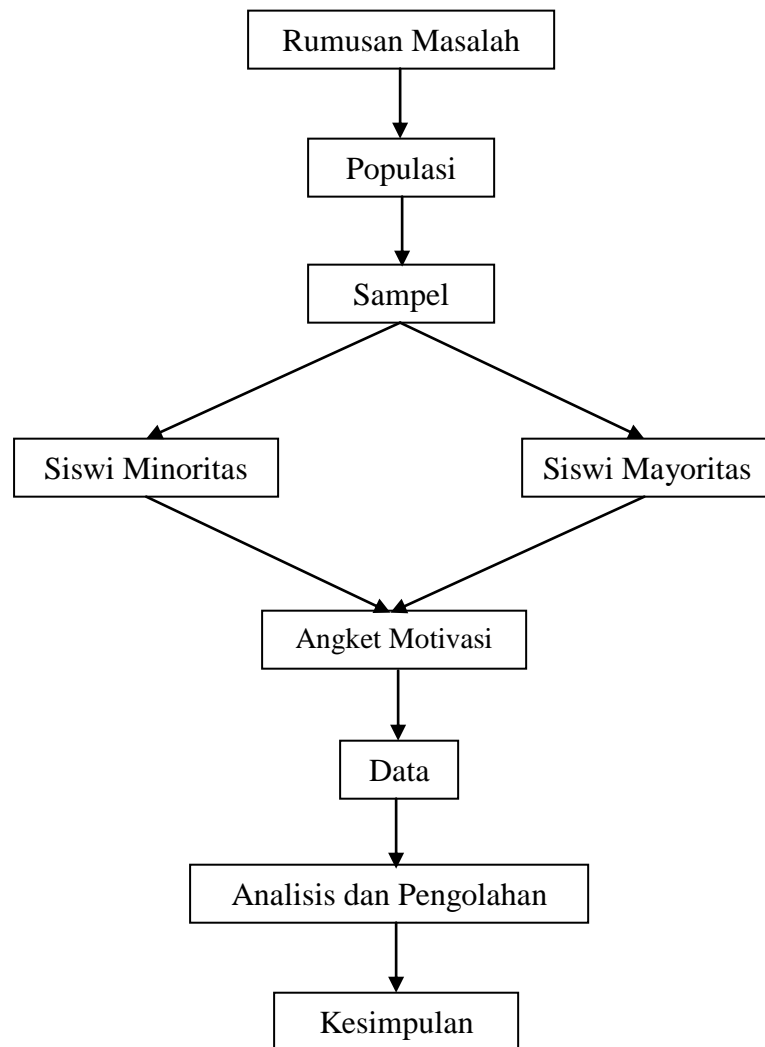 Rumusan Masalah
Populasi
Sampel
Siswi Minoritas
Siswi Mayoritas
Angket Motivasi
Data
Analisis dan Pengolahan
Kesimpulan